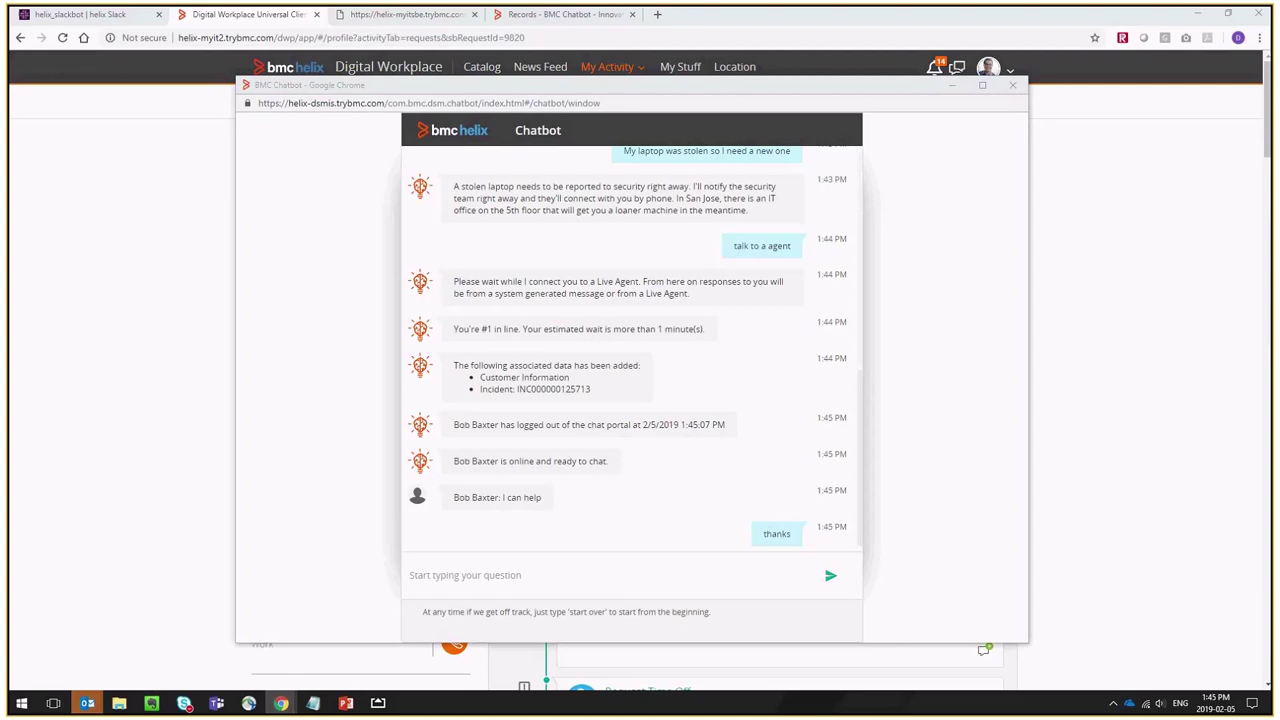 helix_slackbot | helix Slack
Digital Workplace Universal Clie
https://helix-myitsbe.trybmc.com/
Records - BMC Chatbot - Innova
Not secure | helix-myit2.trybmc.com/dwp/app/#/profile?activityTab=requests&sbRequestId=9820
bmc helix Digital Workplace Catalog News Feed My Activity My Stuff Location
14
BMC Chatbot - Google Chrome
https://helix-dsmis.trybmc.com/com.bmc.dsm.chatbot/index.html#/chatbot/window
bmc helix Chatbot
My laptop was stolen so I need a new one
A stolen laptop needs to be reported to security right away. I'll notify the security
team right away and they'll connect with you by phone. In San Jose, there is an IT
office on the 5th floor that will get you a loaner machine in the meantime.
1:43 PM
talk to a agent
1:44 PM
Please wait while I connect you to a Live Agent. From here on responses to you will
be from a system generated message or from a Live Agent.
1:44 PM
You're #1 in line. Your estimated wait is more than 1 minute(s).
1:44 PM
The following associated data has been added:
• Customer Information
• Incident: INC000000125713
1:44 PM
Bob Baxter has logged out of the chat portal at 2/5/2019 1:45:07 PM
1:45 PM
Bob Baxter is online and ready to chat.
1:45 PM
Bob Baxter: I can help
1:45 PM
thanks
1:45 PM
Start typing your question
At any time if we get off track, just type 'start over' to start from the beginning.
Work
Request Time Off
ENG
1:45 PM
2019-02-05